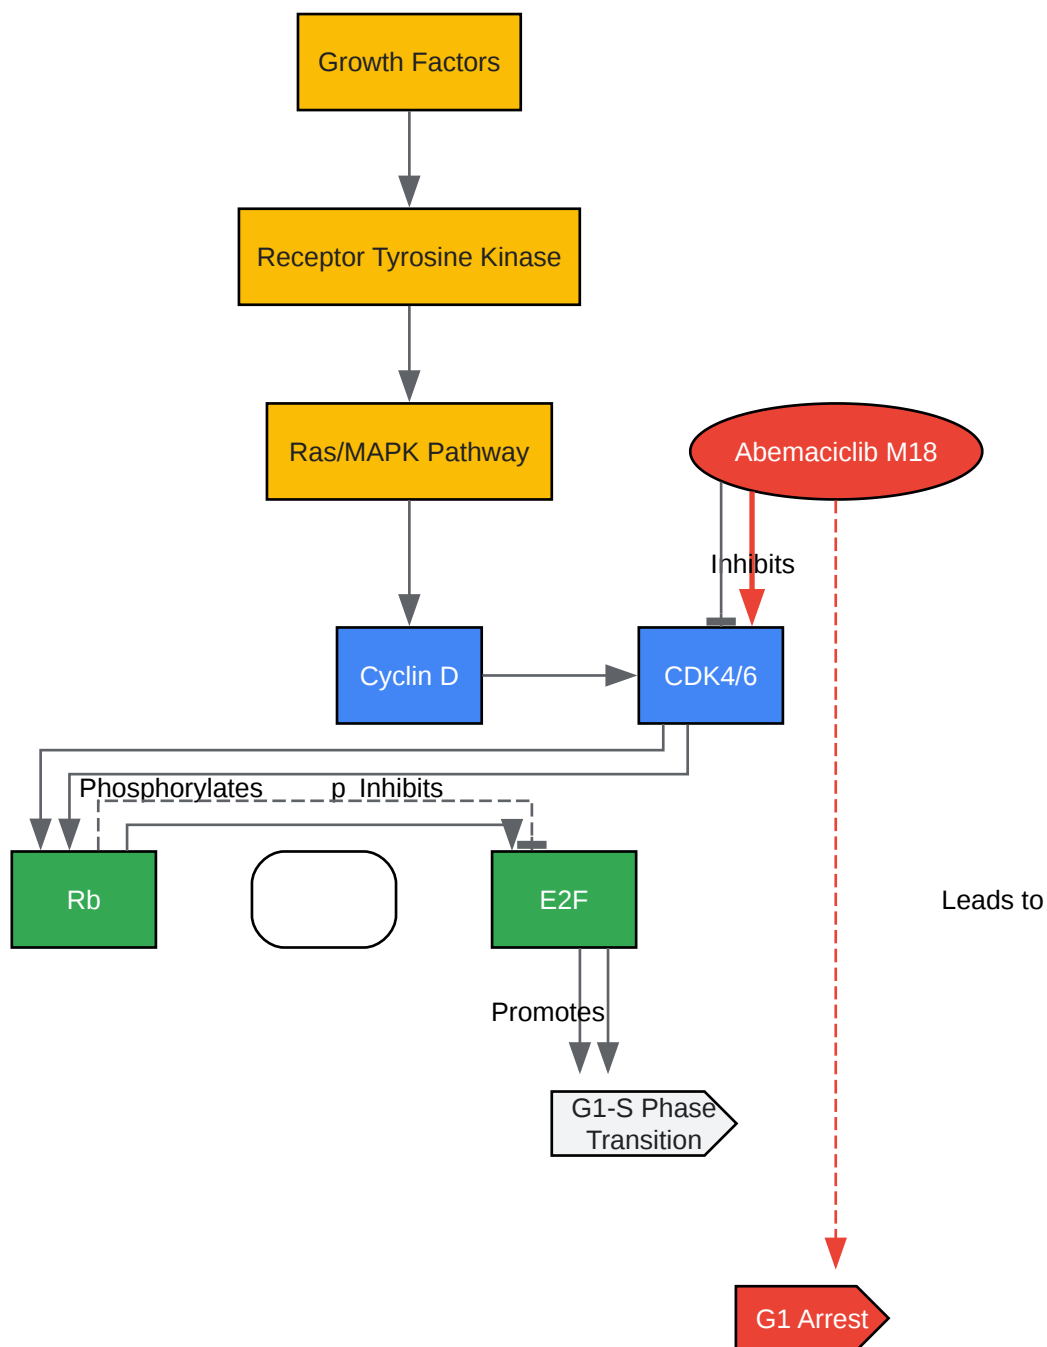 Growth Factors
Receptor Tyrosine Kinase
Ras/MAPK Pathway
Abemaciclib M18
Inhibits
Cyclin D
CDK4/6
Phosphorylates
p
Inhibits
Rb
E2F
Leads to
Promotes
G1-S Phase
Transition
G1 Arrest